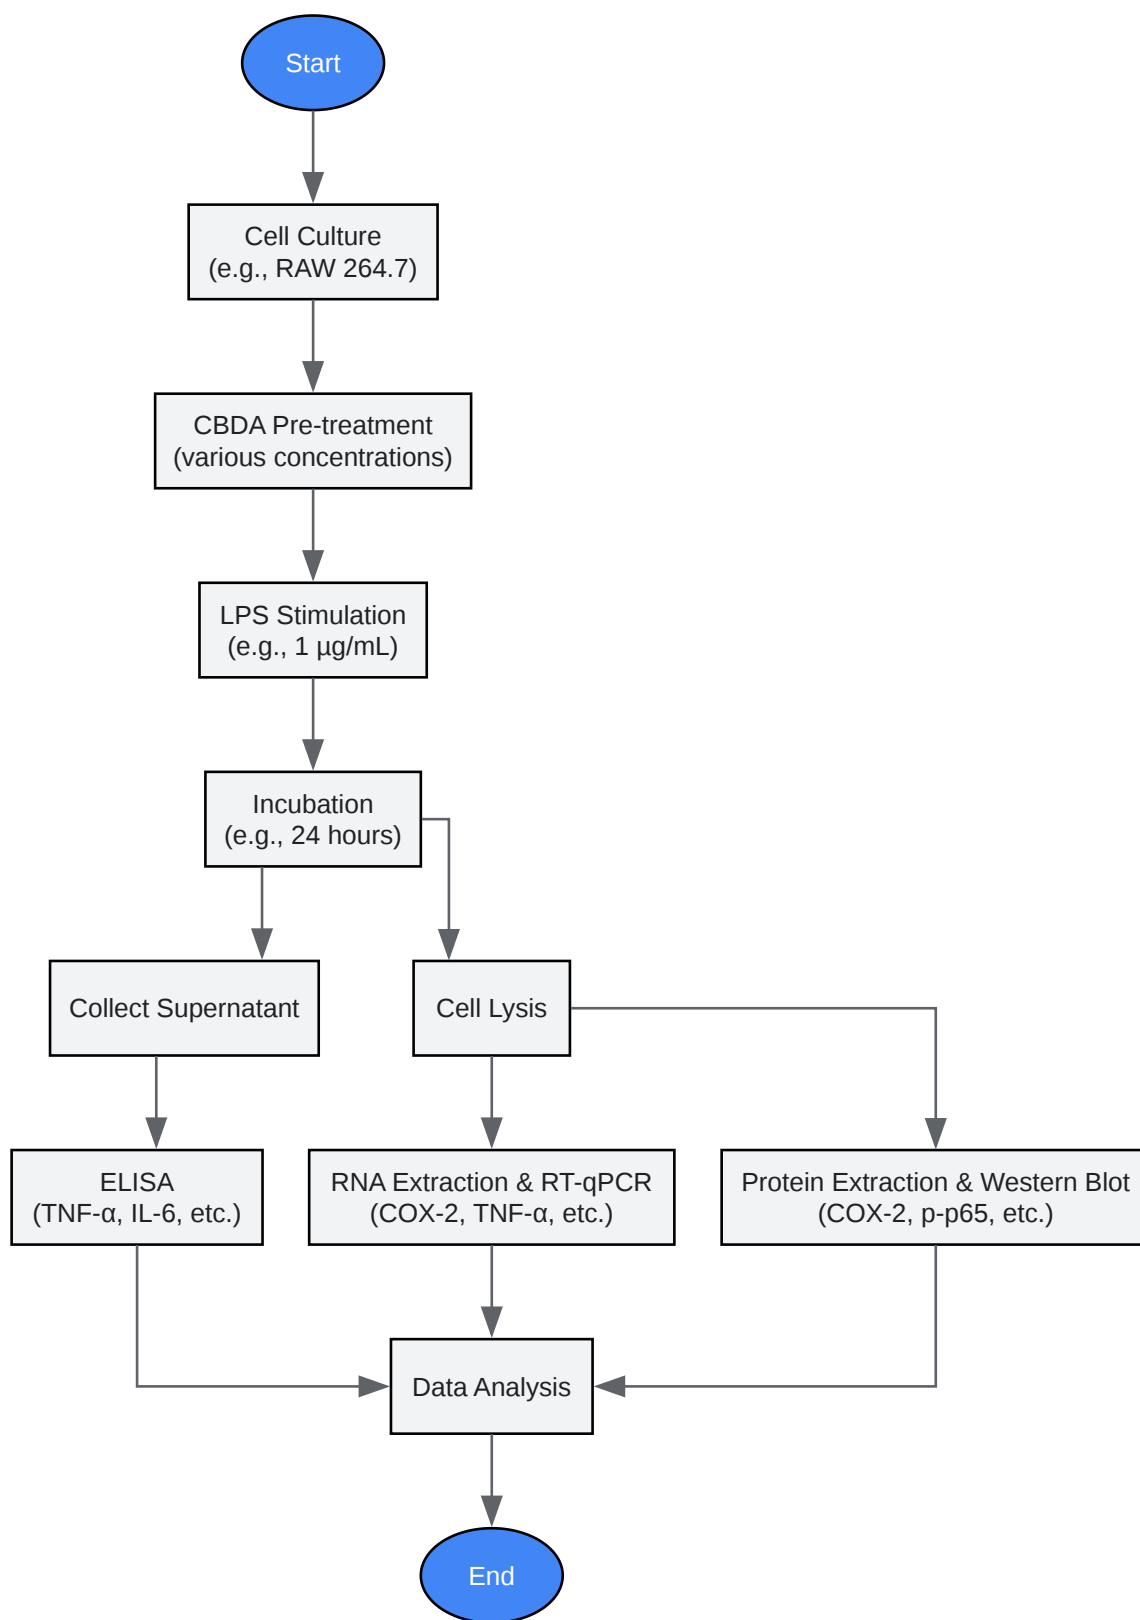 Start
Cell Culture
(e.g., RAW 264.7)
CBDA Pre-treatment
(various concentrations)
LPS Stimulation
(e.g., 1 µg/mL)
Incubation
(e.g., 24 hours)
Collect Supernatant
Cell Lysis
ELISA
(TNF-α, IL-6, etc.)
RNA Extraction & RT-qPCR
(COX-2, TNF-α, etc.)
Protein Extraction & Western Blot
(COX-2, p-p65, etc.)
Data Analysis
End